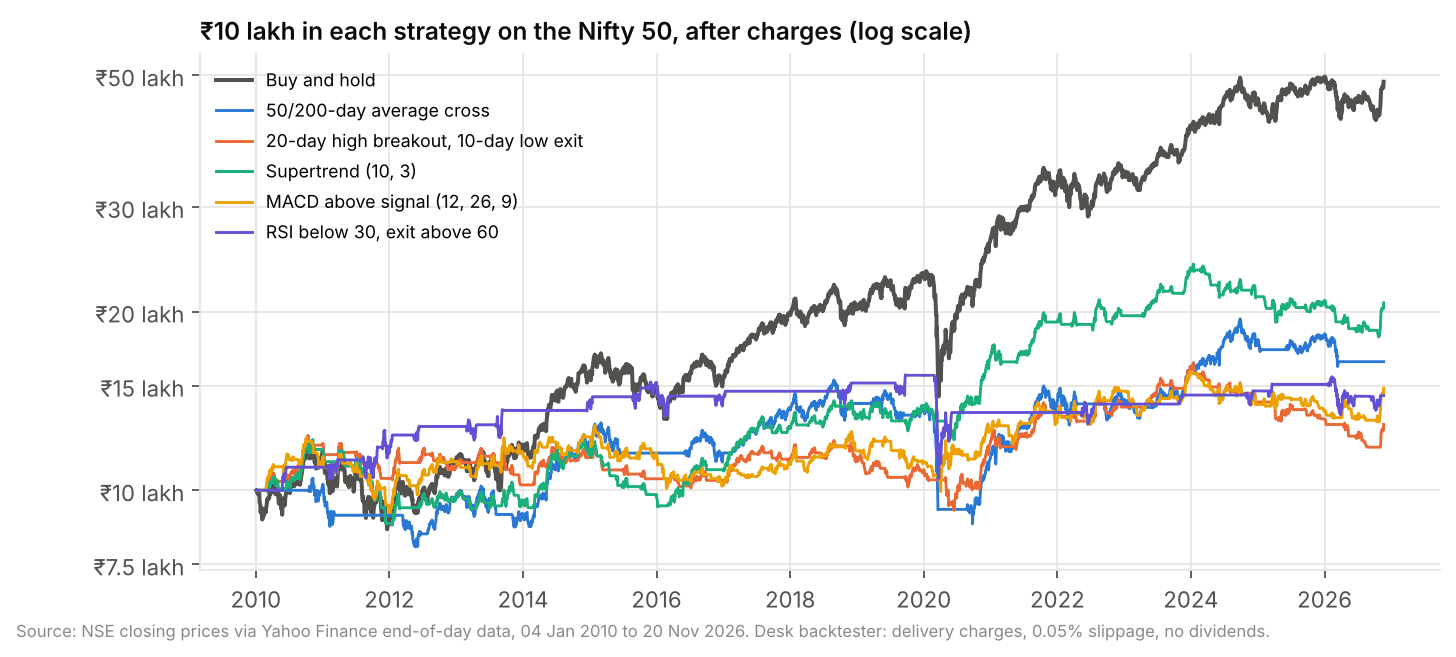 ₹10 lakh in each strategy on the Nifty 50, after charges (log scale)
₹50 lakh
₹30 lakh
₹20 lakh
₹15 lakh
₹10 lakh
₹7.5 lakh
Buy and hold
50/200-day average cross
20-day high breakout, 10-day low exit
Supertrend (10, 3)
MACD above signal (12, 26, 9)
RSI below 30, exit above 60
2010 2012 2014 2016 2018 2020 2022 2024 2026
Source: NSE closing prices via Yahoo Finance end-of-day data, 04 Jan 2010 to 20 Nov 2026. Desk backtester: delivery charges, 0.05% slippage, no dividends.